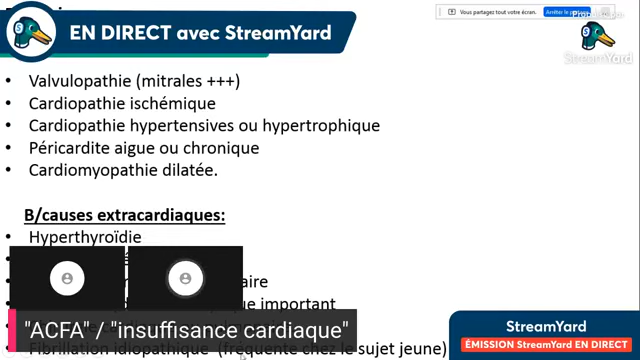 EN DIRECT avec StreamYard
Vous partagez tout votre écran.
Arrêter le
StreamYard
• Valvulopathie (mitrales +++)
• Cardiopathie ischémique
• Cardiopathie hypertensives ou hypertrophique
• Péricardite aigue ou chronique
• Cardiomyopathie dilatée.
B/causes extracardiaques:
• Hyperthyroïdie
aire
que important
"ACFA" / "insuffisance cardiaque"
Fibrillation idiopathique (fréquente chez le sujet jeune)
StreamYard
ÉMISSION StreamYard EN DIRECT